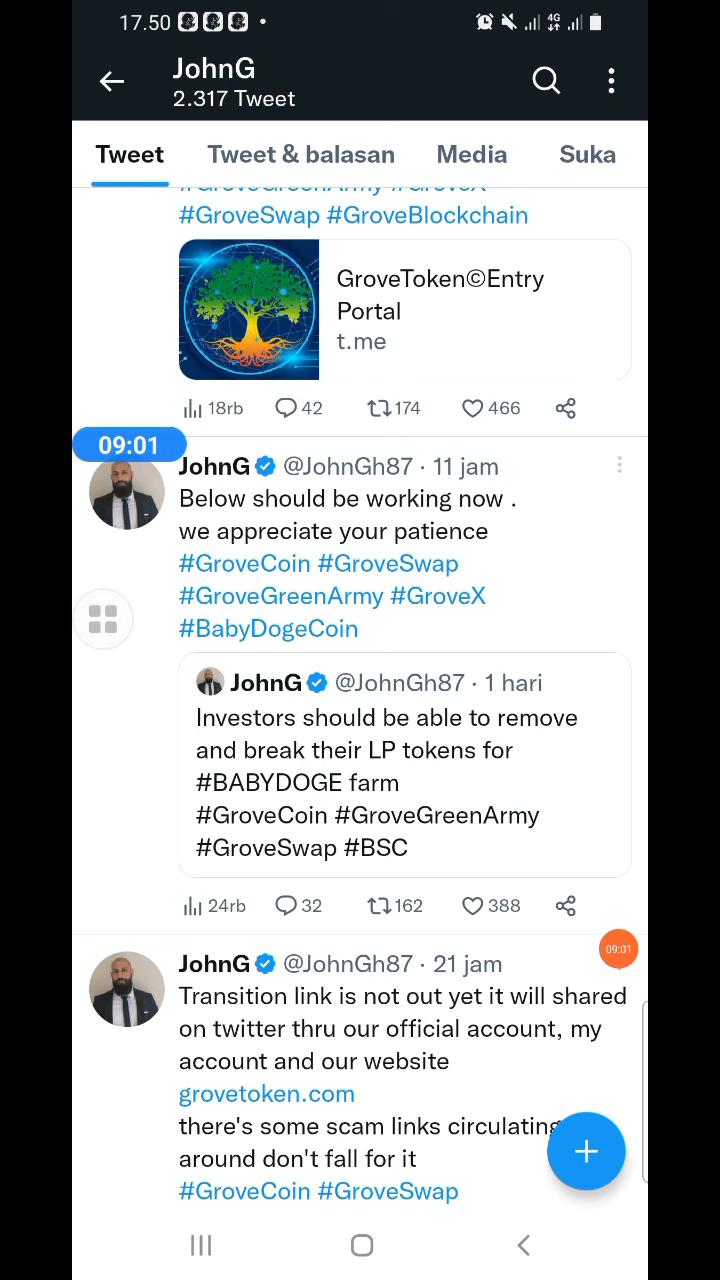 17.50
4G
JohnG
2.317 Tweet
Tweet
Tweet & balasan
Media
Suka
#GroveGreenArmy #GroveX
#GroveSwap #GroveBlockchain
GroveToken©Entry
Portal
t.me
18rb
42
174
466
09:01
JohnG @JohnGh87 · 11 jam
Below should be working now .
we appreciate your patience
#GroveCoin #GroveSwap
#GroveGreenArmy #GroveX
#BabyDogeCoin
JohnG @JohnGh87 · 1 hari
Investors should be able to remove
and break their LP tokens for
#BABYDOGE farm
#GroveCoin #GroveGreenArmy
#GroveSwap #BSC
24rb
32
162
388
09:01
JohnG @JohnGh87 · 21 jam
Transition link is not out yet it will shared
on twitter thru our official account, my
account and our website
grovetoken.com
there's some scam links circulating
around don't fall for it
#GroveCoin #GroveSwap